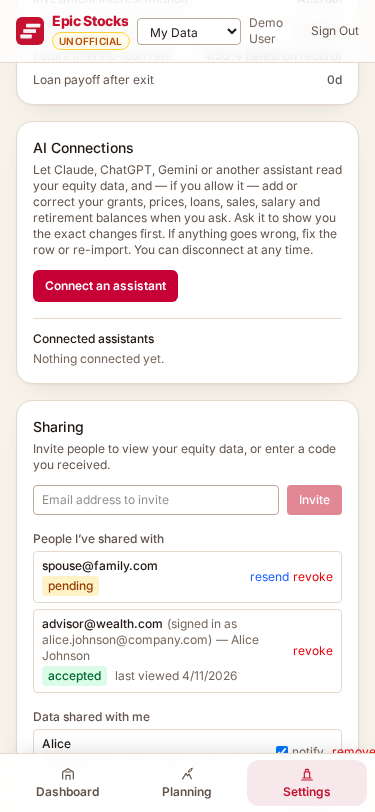 Epic Stocks
UNOFFICIAL
My Data
Demo
User
Sign Out
Loan payoff after exit
0d
AI Connections
Let Claude, ChatGPT, Gemini or another assistant read
your equity data, and — if you allow it — add or
correct your grants, prices, loans, sales, salary and
retirement balances when you ask. Ask it to show you
the exact changes first. If anything goes wrong, fix the
row or re-import. You can disconnect at any time.
Connect an assistant
Connected assistants
Nothing connected yet.
Sharing
Invite people to view your equity data, or enter a code
you received.
Email address to invite
Invite
People I've shared with
spouse@family.com
pending
resend revoke
advisor@wealth.com (signed in as
alice.johnson@company.com) — Alice
Johnson
revoke
accepted last viewed 4/11/2026
Data shared with me
Alice
notify remove
Dashboard
Planning
Settings